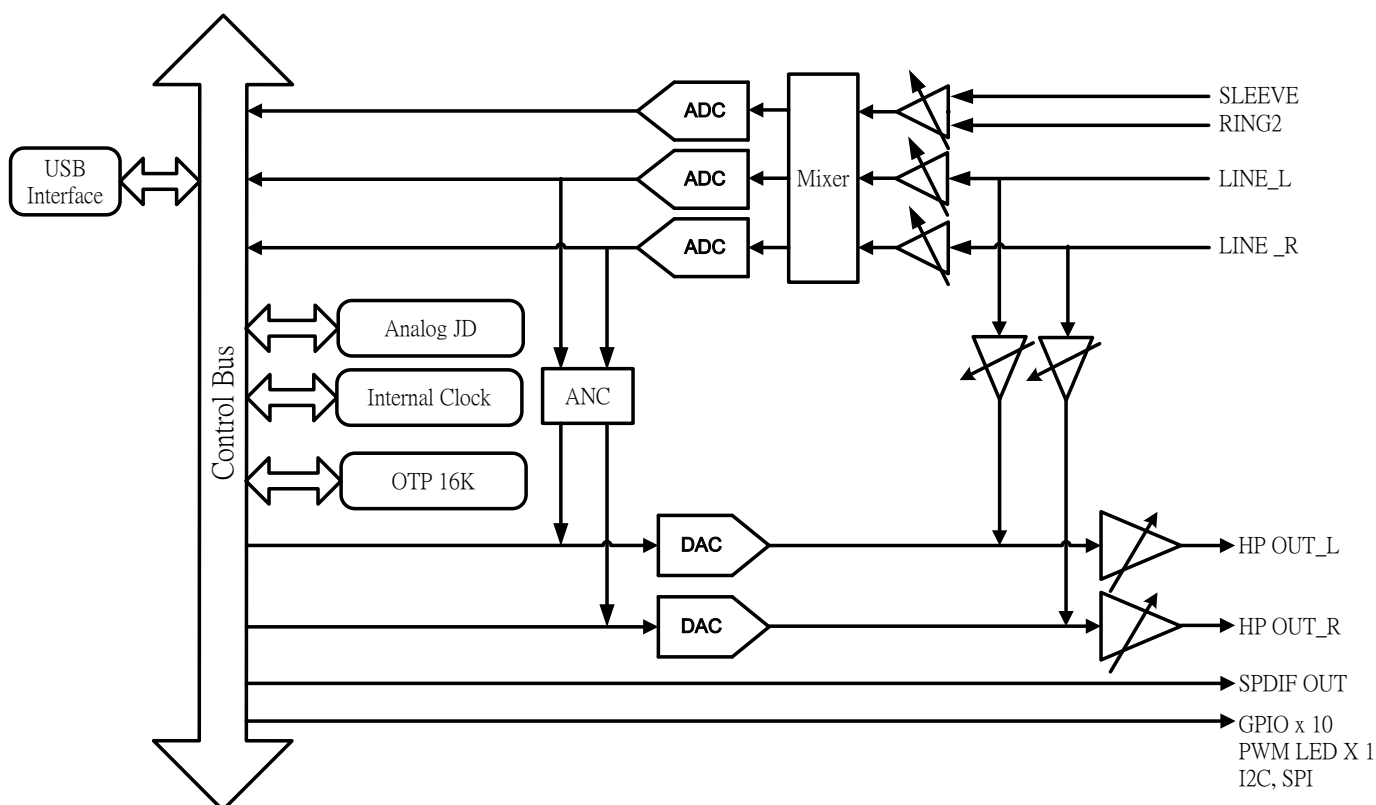 SLEEVE
RING2
LINE_L
LINE _R
ADC
ADC
ADC
Mixer
USB
Interface
Control Bus
Analog JD
Internal Clock
OTP 16K
ANC
DAC
DAC
HP OUT_L
HP OUT_R
SPDIF OUT
GPIO x 10
PWM LED X 1
I2C, SPI